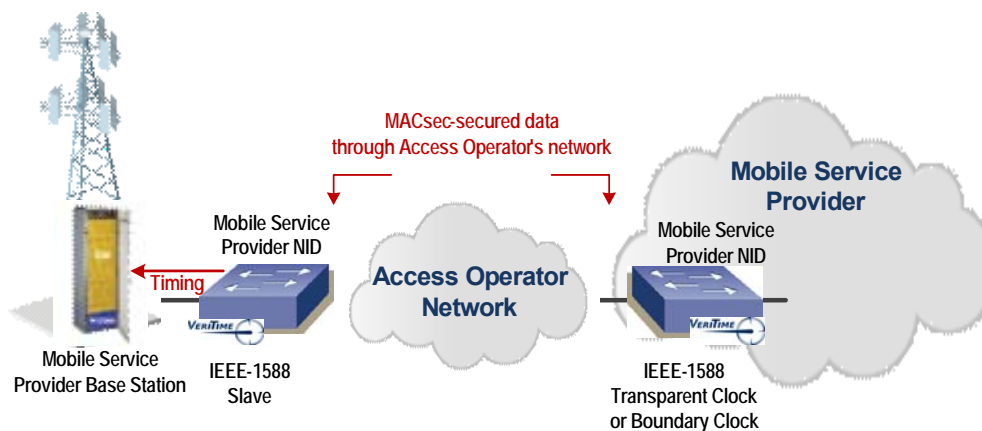 MACsec-secured data
through Access Operator's network
Mobile Service
Provider
Mobile Service
Provider NID
Mobile Service
Provider NID
Access Operator
Network
Timing
VERITIME
VERITIME
Mobile Service
Provider Base Station
IEEE-1588
Slave
IEEE-1588
Transparent Clock
or Boundary Clock